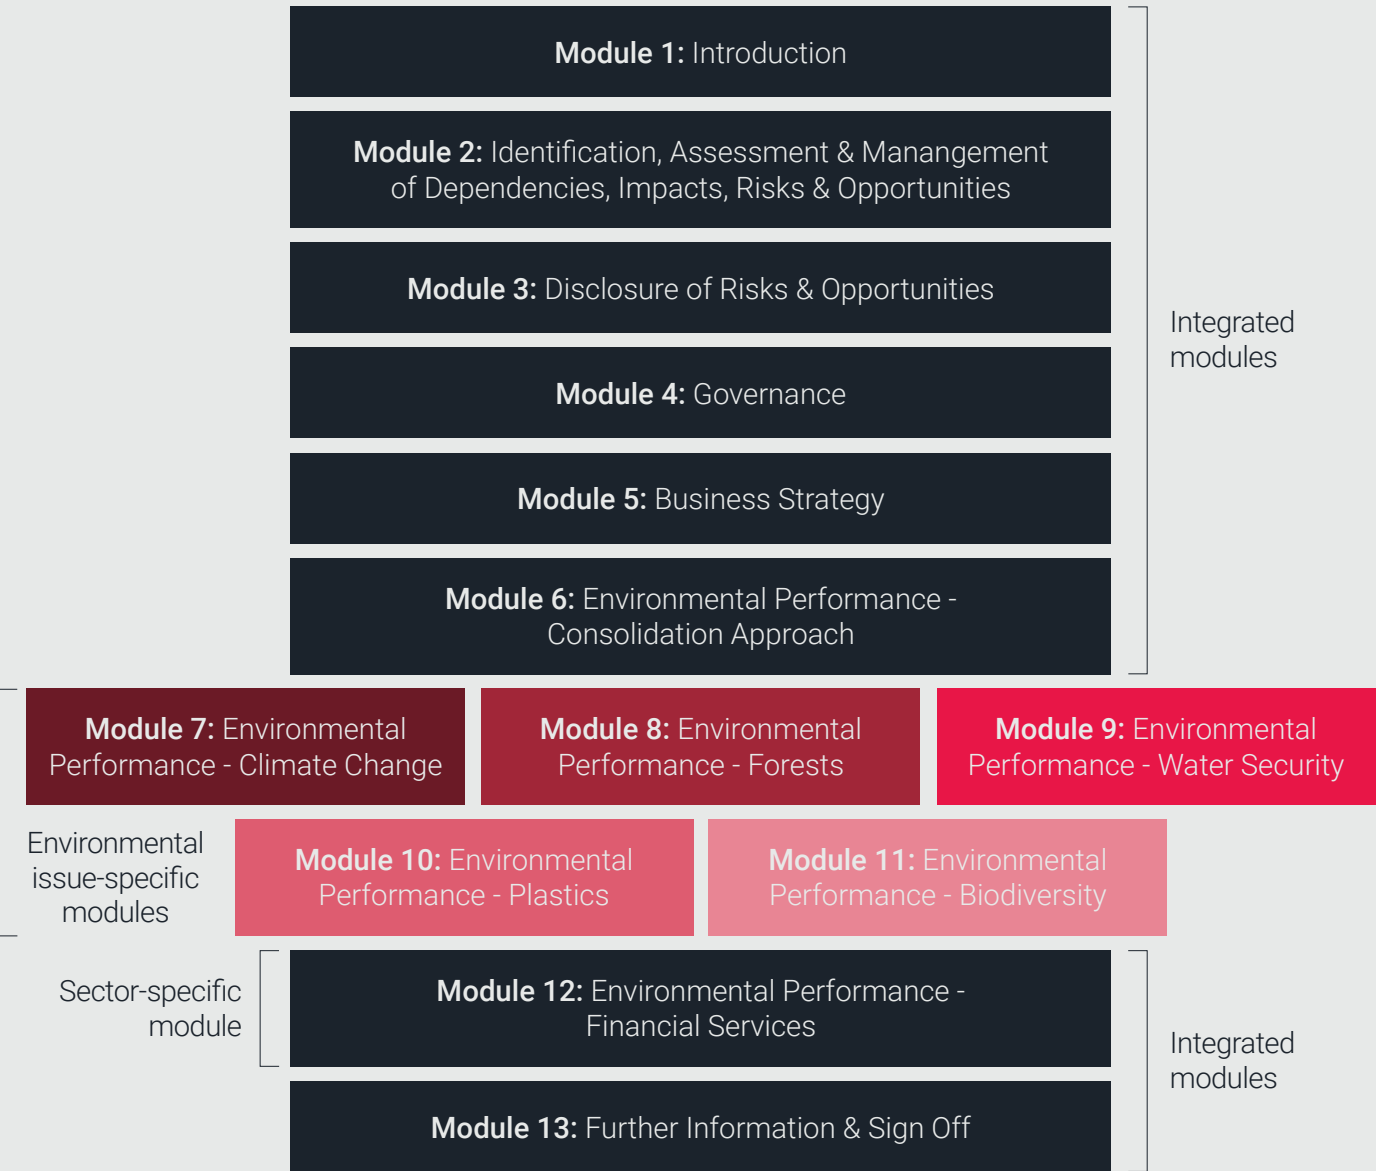 Module 1: Introduction
Module 2: Identification, Assessment & Manangement
of Dependencies, Impacts, Risks & Opportunities
Module 3: Disclosure of Risks & Opportunities
Integrated
modules
Module 4: Governance
Module 5: Business Strategy
Module 6: Environmental Performance -
Consolidation Approach
Module 7: Environmental
Performance - Climate Change
Module 8: Environmental
Performance - Forests
Module 9: Environmental
Performance - Water Security
Environmental
issue-specific
modules
Module 10: Environmental
Performance - Plastics
Module 11: Environmental
Performance - Biodiversity
Sector-specific
module
Module 12: Environmental Performance -
Financial Services
Integrated
modules
Module 13: Further Information & Sign Off